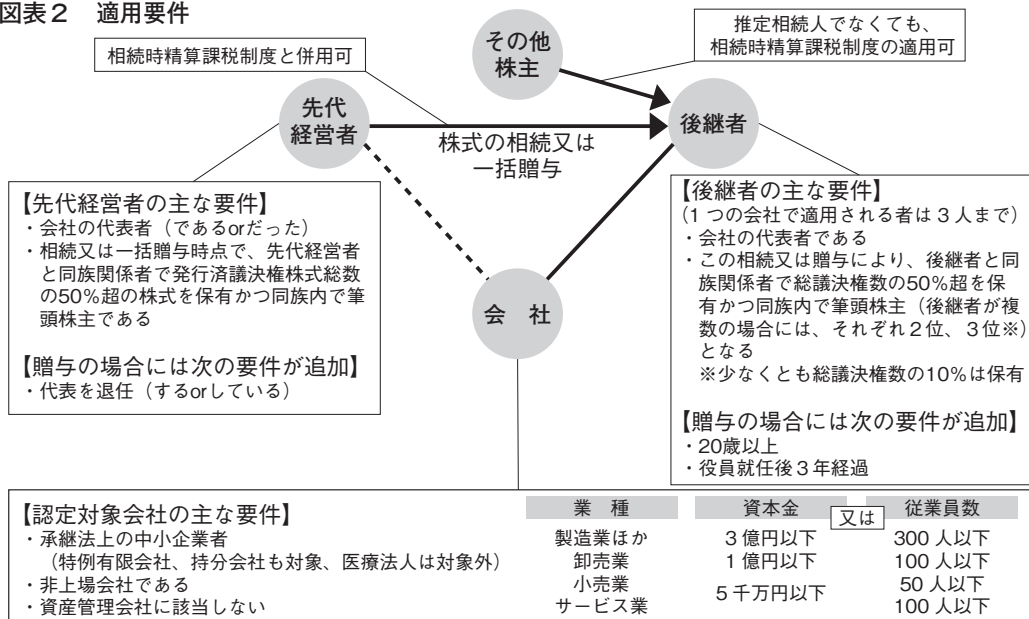 図表２　適用要件
相続時精算課税制度と併用可
その他
株主
推定相続人でなくても、
相続時精算課税制度の適用可
先代
経営者
後継者
株式の相続又は
一括贈与
【先代経営者の主な要件】
・会社の代表者（であるorだった）
・相続又は一括贈与時点で、先代経営者
と同族関係者で発行済議決権株式総数
の50％超の株式を保有かつ同族内で筆
頭株主である
【贈与の場合には次の要件が追加】
・代表を退任（するorしている）
会　社
【後継者の主な要件】
（１つの会社で適用される者は３人まで）
・会社の代表者である
・この相続又は贈与により、後継者と同
族関係者で総議決権数の50％超を保
有かつ同族内で筆頭株主（後継者が複
数の場合には、それぞれ２位、３位※）
となる
※少なくとも総議決権数の10％は保有
【贈与の場合には次の要件が追加】
・20歳以上
・役員就任後３年経過
【認定対象会社の主な要件】
・承継法上の中小企業者
（特例有限会社、持分会社も対象、医療法人は対象外）
・非上場会社である
・資産管理会社に該当しない
業　種　資本金　又は　従業員数
製造業ほか　３億円以下　300 人以下
卸売業　１億円以下　100 人以下
小売業　５千万円以下　50 人以下
サービス業　100 人以下